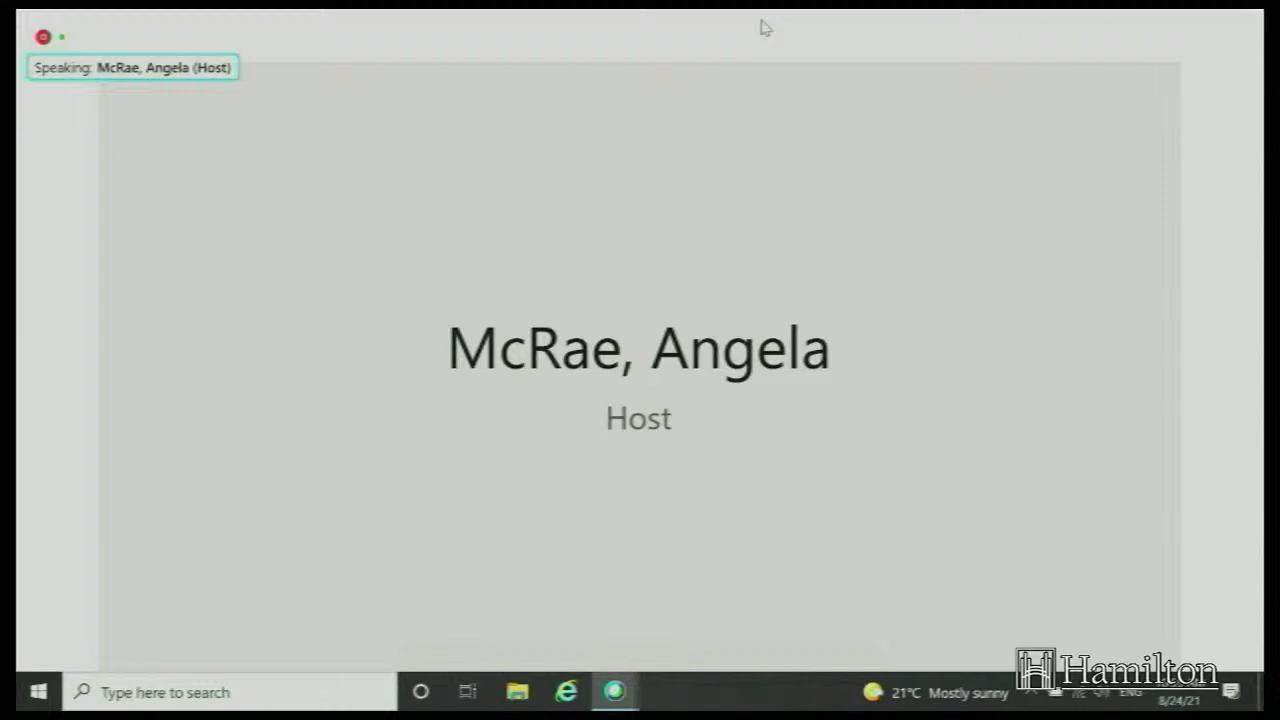 Speaking: McRae, Angela (Host)
McRae, Angela
Host
Type here to search
21°C Mostly sunny
ENG
8/24/21
Hamilton